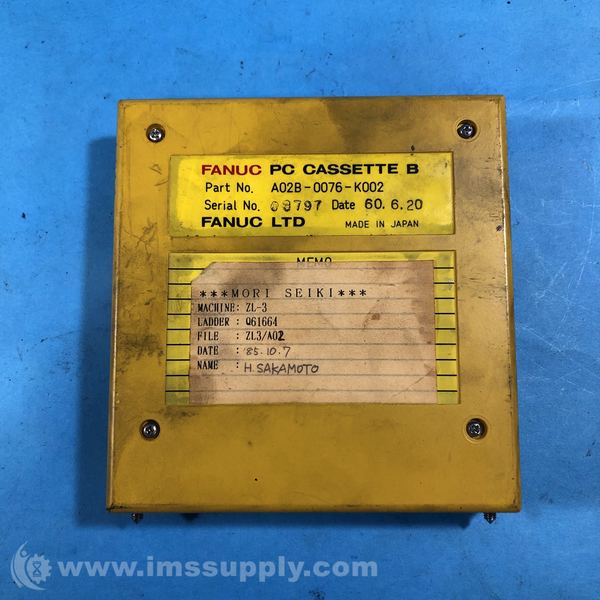 FANUC PC CASSETTE B
Part No. A02B-0076-K002
Serial No. 09797 Date 60.6.20
FANUC LTD MADE IN JAPAN
MEMO
***MORI SEIKI***
MACHINE: ZL-3
LADDER : Q61664
FILE : ZL3/A02
DATE : '85.10.7
NAME : H.SAKAMOTO
www.imssupply.com